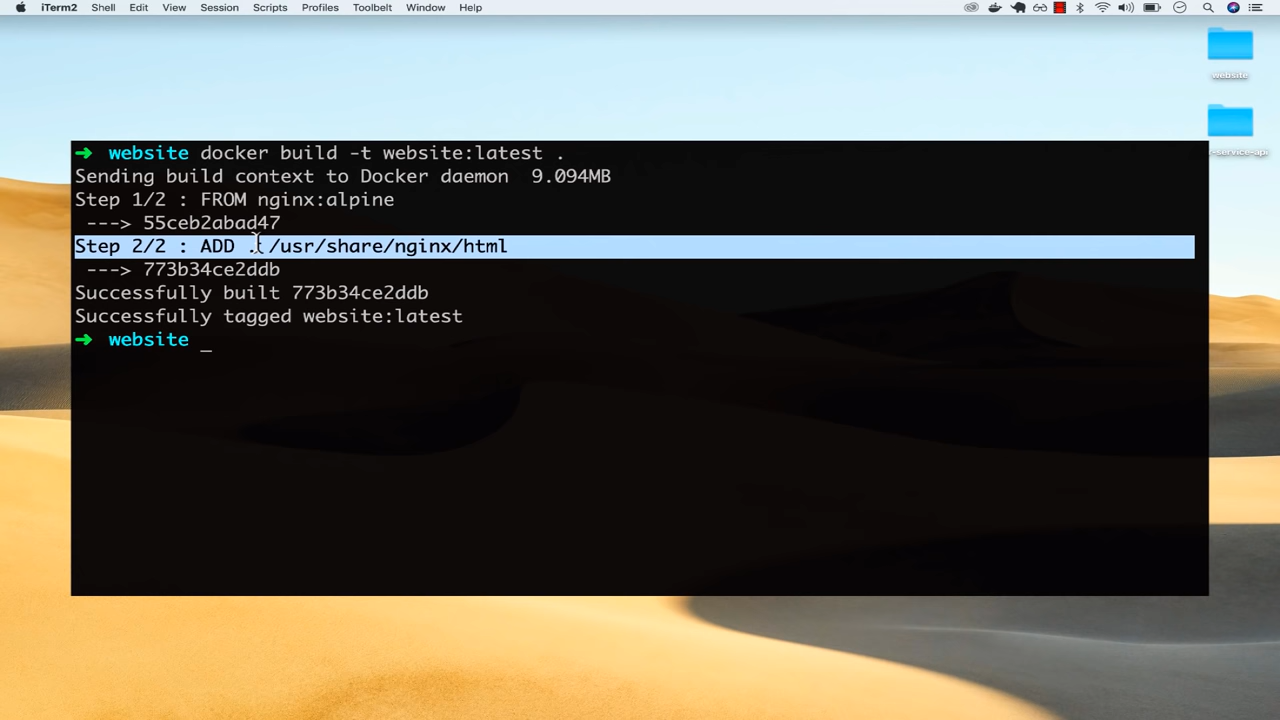 iTerm2 Shell Edit View Session Scripts Profiles Toolbelt Window Help
website
-service-api
➜ website docker build -t website:latest .
Sending build context to Docker daemon 9.094MB
Step 1/2 : FROM nginx:alpine
---> 55ceb2abad47
Step 2/2 : ADD . /usr/share/nginx/html
---> 773b34ce2ddb
Successfully built 773b34ce2ddb
Successfully tagged website:latest
➜ website _